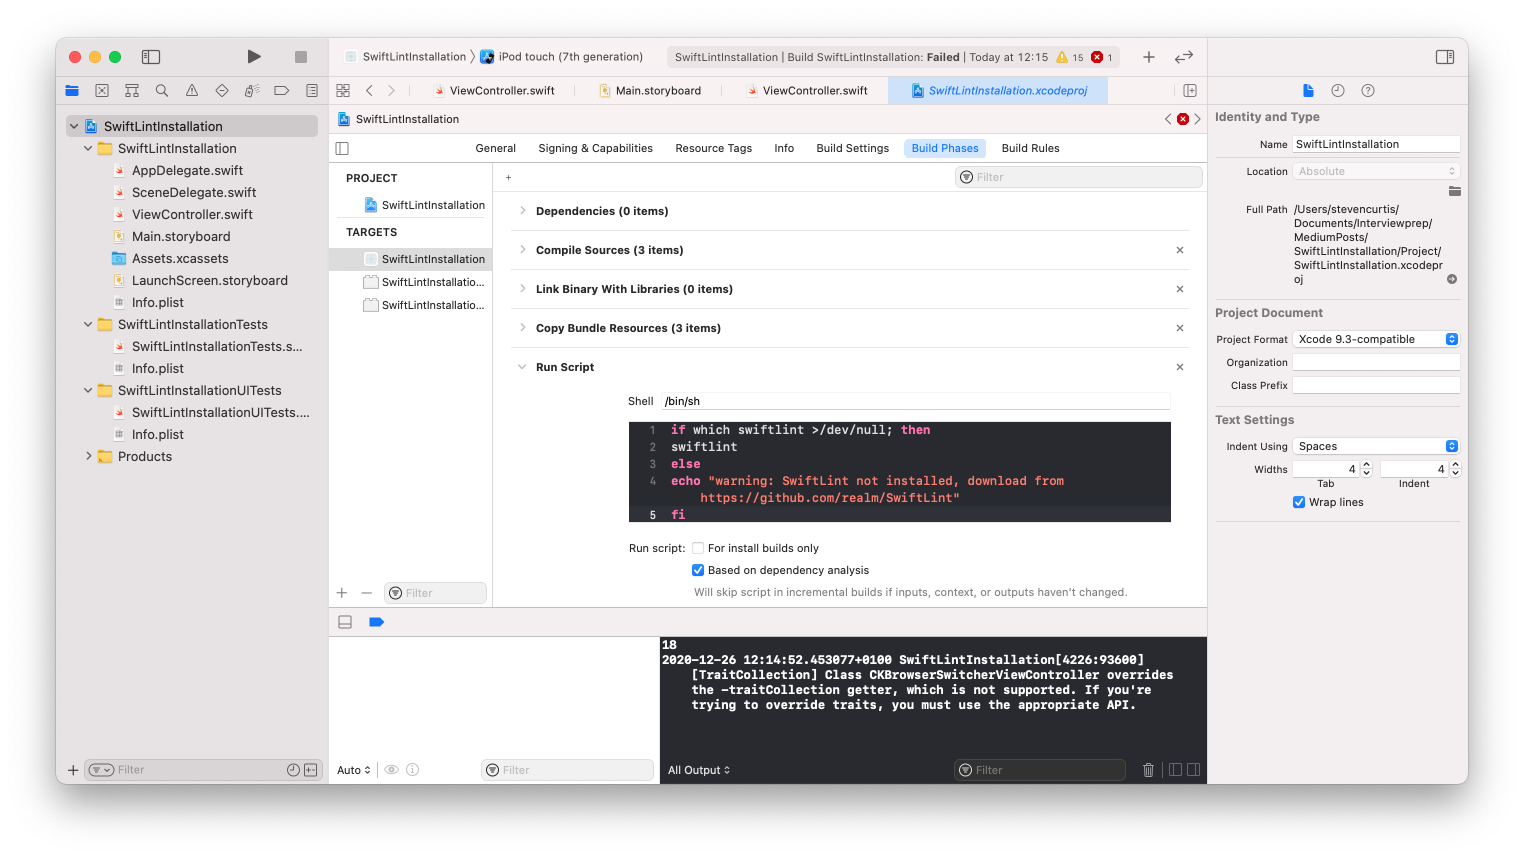 SwiftLintInstallation
iPod touch (7th generation)
SwiftLintInstallation | Build SwiftLintInstallation: Failed | Today at 12:15
15
1
ViewController.swift
Main.storyboard
ViewController.swift
SwiftLintInstallation.xcodeproj
SwiftLintInstallation
SwiftLintInstallation
AppDelegate.swift
SceneDelegate.swift
ViewController.swift
Main.storyboard
Assets.xcassets
LaunchScreen.storyboard
Info.plist
SwiftLintInstallationTests
SwiftLintInstallationTests.s...
Info.plist
SwiftLintInstallationUITests
SwiftLintInstallationUITests....
Info.plist
Products
Filter
SwiftLintInstallation
General
Signing & Capabilities
Resource Tags
Info
Build Settings
Build Phases
Build Rules
PROJECT
SwiftLintInstallation
TARGETS
SwiftLintInstallation
SwiftLintInstallatio...
SwiftLintInstallatio...
Filter
+
Filter
Dependencies (0 items)
Compile Sources (3 items)
Link Binary With Libraries (0 items)
Copy Bundle Resources (3 items)
Run Script
Shell /bin/sh
1 if which swiftlint >/dev/null; then
2 swiftlint
3 else
4 echo "warning: SwiftLint not installed, download from
https://github.com/realm/SwiftLint"
5 fi
Run script: For install builds only
Based on dependency analysis
Will skip script in incremental builds if inputs, context, or outputs haven't changed.
Auto
Filter
18
2020-12-26 12:14:52.453077+0100 SwiftLintInstallation[4226:93600]
[TraitCollection] Class CKBrowserSwitcherViewController overrides
the -traitCollection getter, which is not supported. If you're
trying to override traits, you must use the appropriate API.
All Output
Filter
Identity and Type
Name SwiftLintInstallation
Location Absolute
Full Path /Users/stevencurtis/
Documents/Interviewprep/
MediumPosts/
SwiftLintInstallation/Project/
SwiftLintInstallation.xcodepr
oj
Project Document
Project Format Xcode 9.3-compatible
Organization
Class Prefix
Text Settings
Indent Using Spaces
Widths 4 4
Tab Indent
Wrap lines